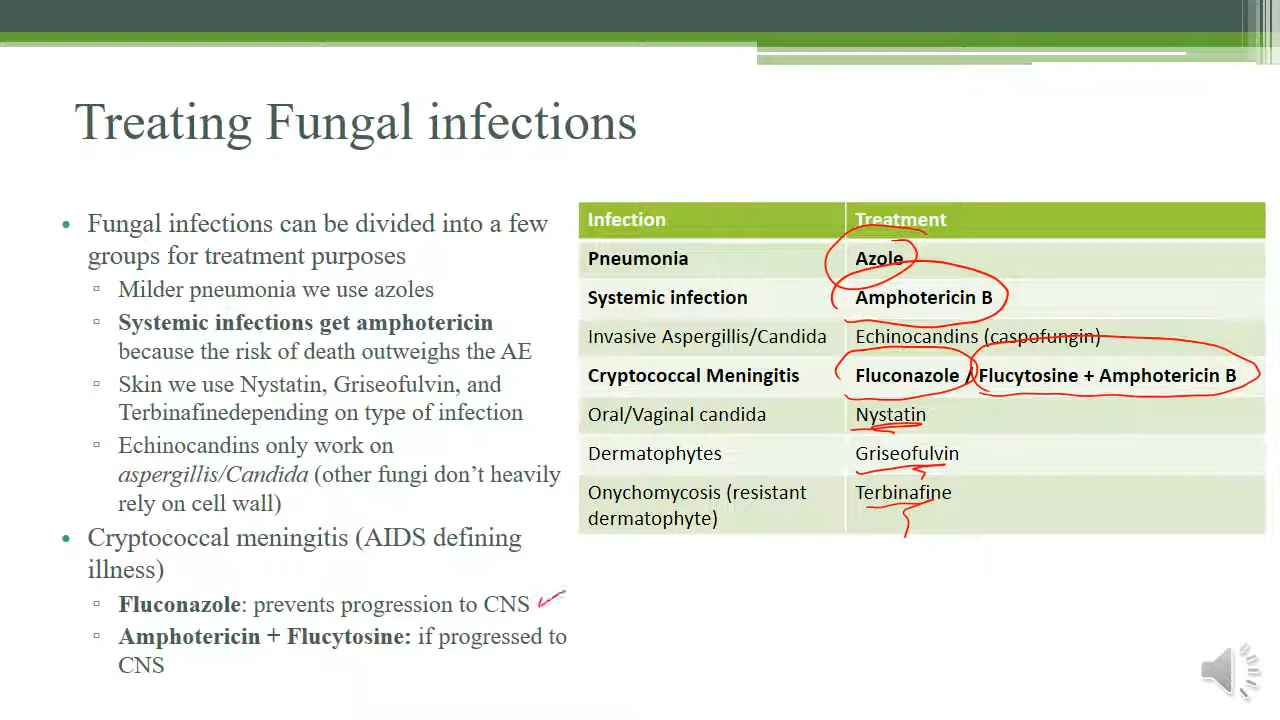 Treating Fungal infections
• Fungal infections can be divided into a few
groups for treatment purposes
▫ Milder pneumonia we use azoles
▫ Systemic infections get amphotericin
because the risk of death outweighs the AE
▫ Skin we use Nystatin, Griseofulvin, and
Terbinafinedepending on type of infection
▫ Echinocandins only work on
aspergillis/Candida (other fungi don't heavily
rely on cell wall)
• Cryptococcal meningitis (AIDS defining
illness)
▫ Fluconazole: prevents progression to CNS
▫ Amphotericin + Flucytosine: if progressed to
CNS
Infection Treatment
Pneumonia Azole
Systemic infection Amphotericin B
Invasive Aspergillis/Candida Echinocandins (caspofungin)
Cryptococcal Meningitis Fluconazole / Flucytosine + Amphotericin B
Oral/Vaginal candida Nystatin
Dermatophytes Griseofulvin
Onychomycosis (resistant Terbinafine
dermatophyte)